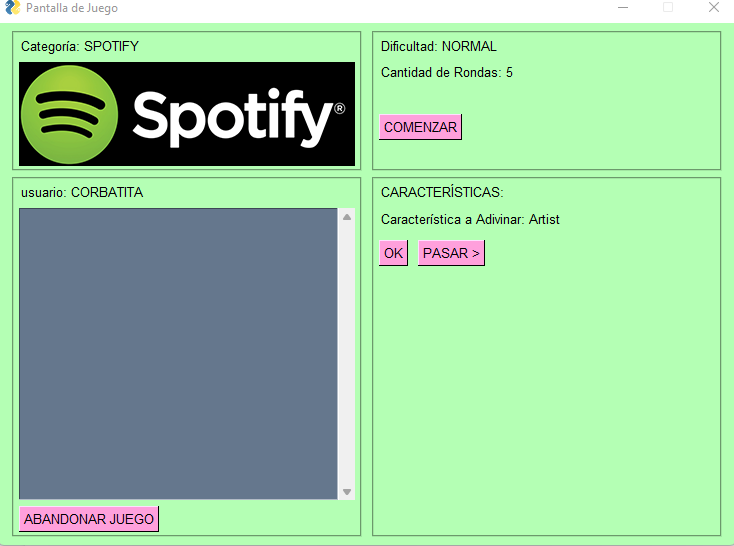 Pantalla de Juego
Categoría: SPOTIFY
Spotify®
Dificultad: NORMAL
Cantidad de Rondas: 5
COMENZAR
usuario: CORBATITA
ABANDONAR JUEGO
CARACTERÍSTICAS:
Característica a Adivinar: Artist
OK PASAR >